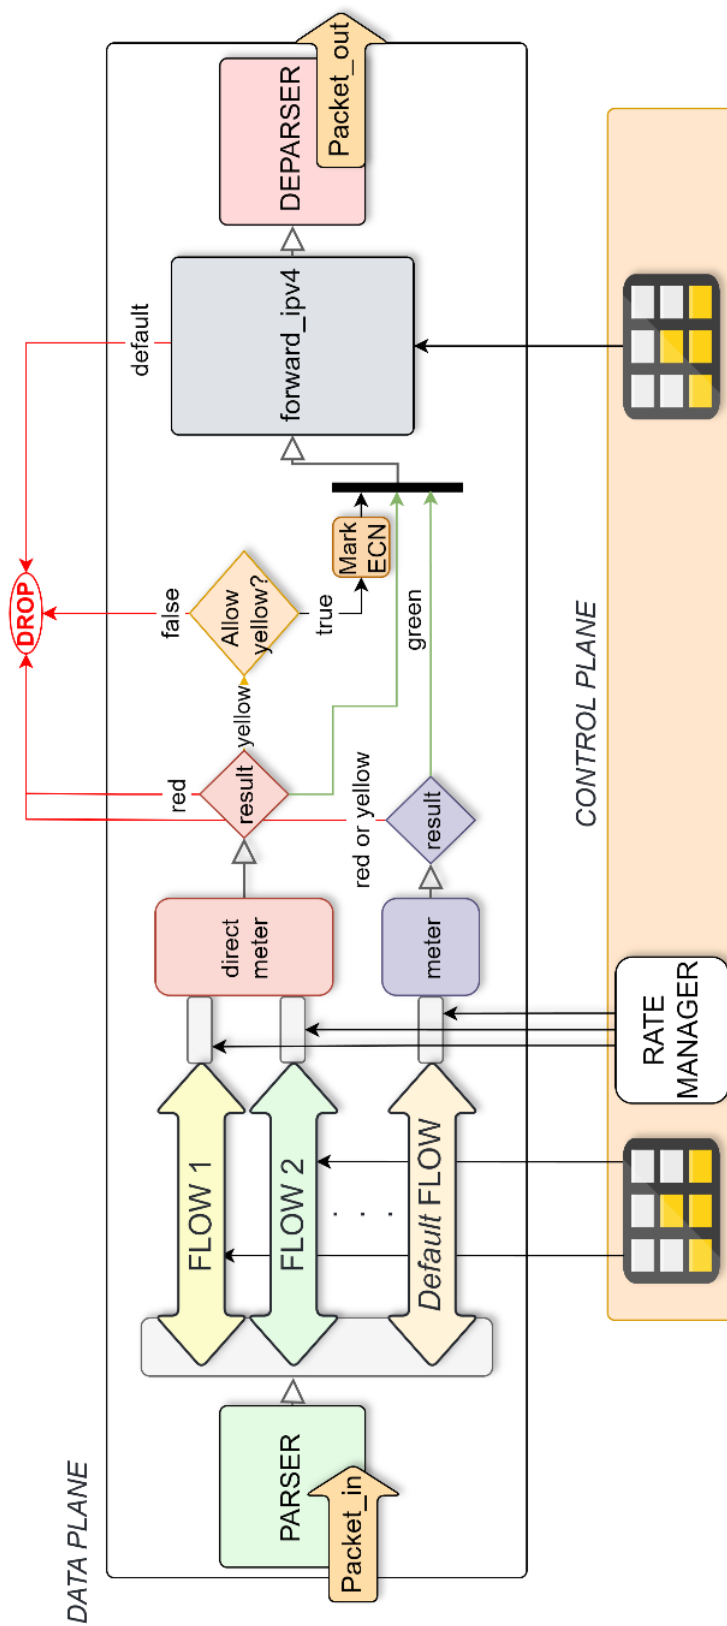 DATA PLANE
Packet_in
PARSER
FLOW 1
FLOW 2
. . .
Default FLOW
direct
meter
meter
result
result
red
yellow
red or yellow
green
Allow
yellow?
false
true
DROP
Mark
ECN
default
forward_ipv4
DEPARSER
Packet_out
CONTROL PLANE
RATE
MANAGER